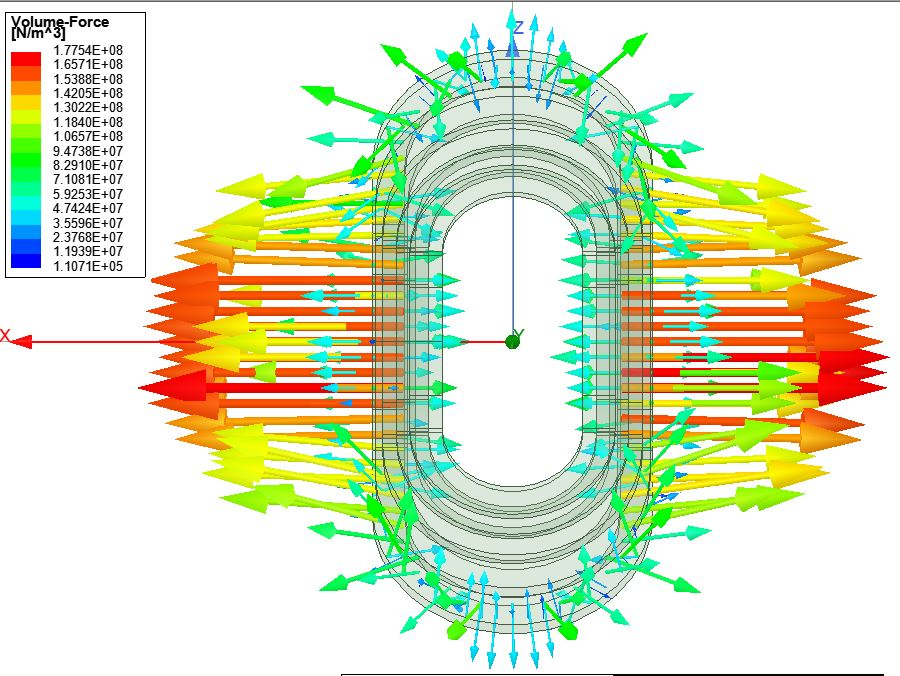 Volume-Force
[N/m^3]
1.7754E+08
1.6571E+08
1.5388E+08
1.4205E+08
1.3022E+08
1.1840E+08
1.0657E+08
9.4738E+07
8.2910E+07
7.1081E+07
5.9253E+07
4.7424E+07
3.5596E+07
2.3768E+07
1.1939E+07
1.1071E+05
Z
X
Y